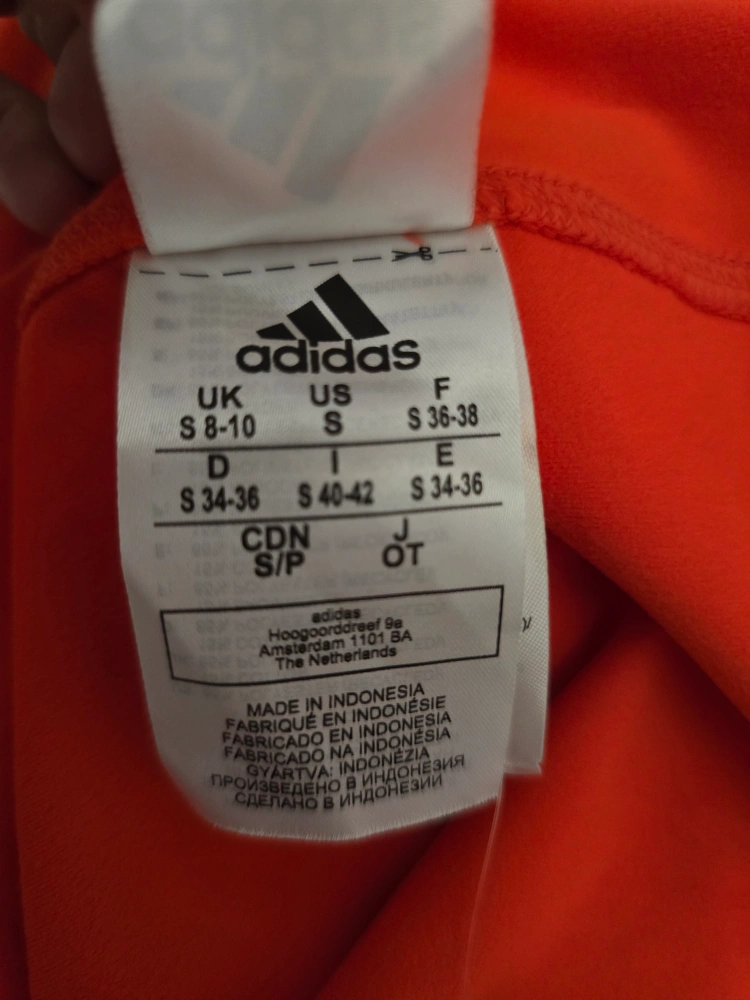 adidas
UK US F
S 8-10 S S 36-38
D I E
S 34-36 S 40-42 S 34-36
CDN J
S/P OT
adidas
Hoogoorddreef 9a
Amsterdam 1101 BA
The Netherlands
MADE IN INDONESIA
FABRIQUÉ EN INDONÉSIE
FABRICADO EN INDONESIA
FABRICADO NA INDONÉSIA
GYÁRTVA: INDONÉZIA
ПРОИЗВЕДЕНО В ИНДОНЕЗИЯ
СДЕЛАНО В ИНДОНЕЗИИ